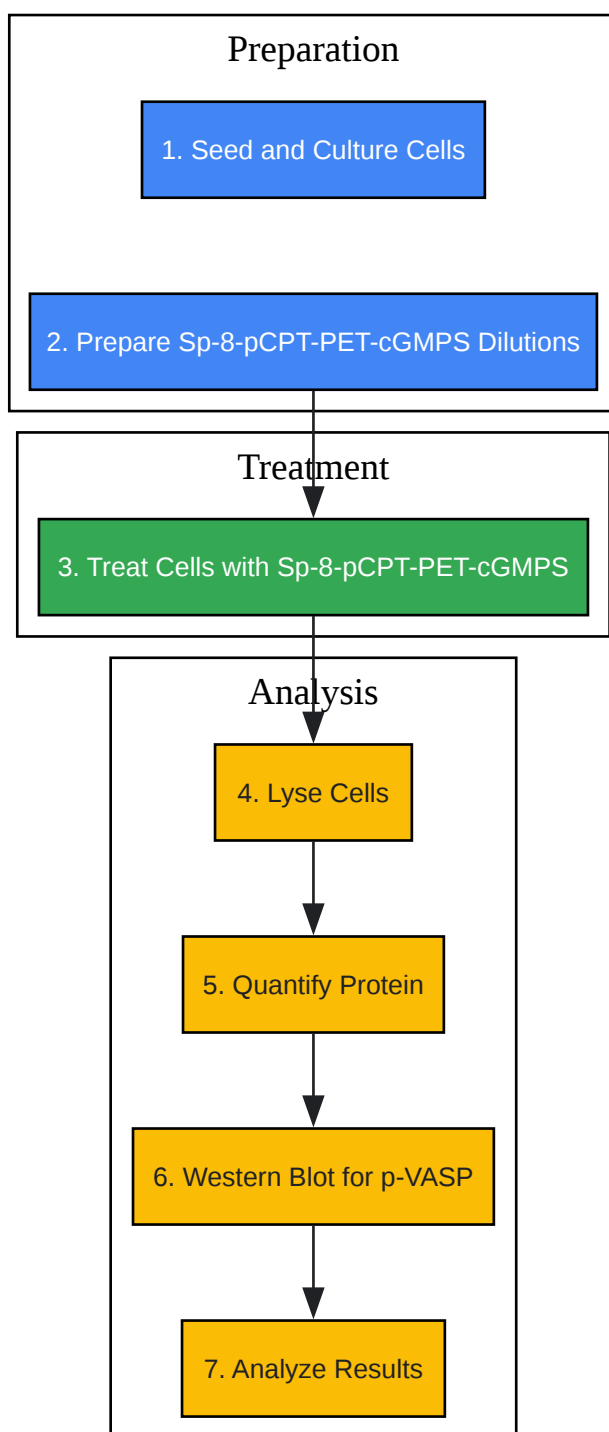 Preparation
1. Seed and Culture Cells
2. Prepare Sp-8-pCPT-PET-cGMPS Dilutions
Treatment
3. Treat Cells with Sp-8-pCPT-PET-cGMPS
Analysis
4. Lyse Cells
5. Quantify Protein
6. Western Blot for p-VASP
7. Analyze Results